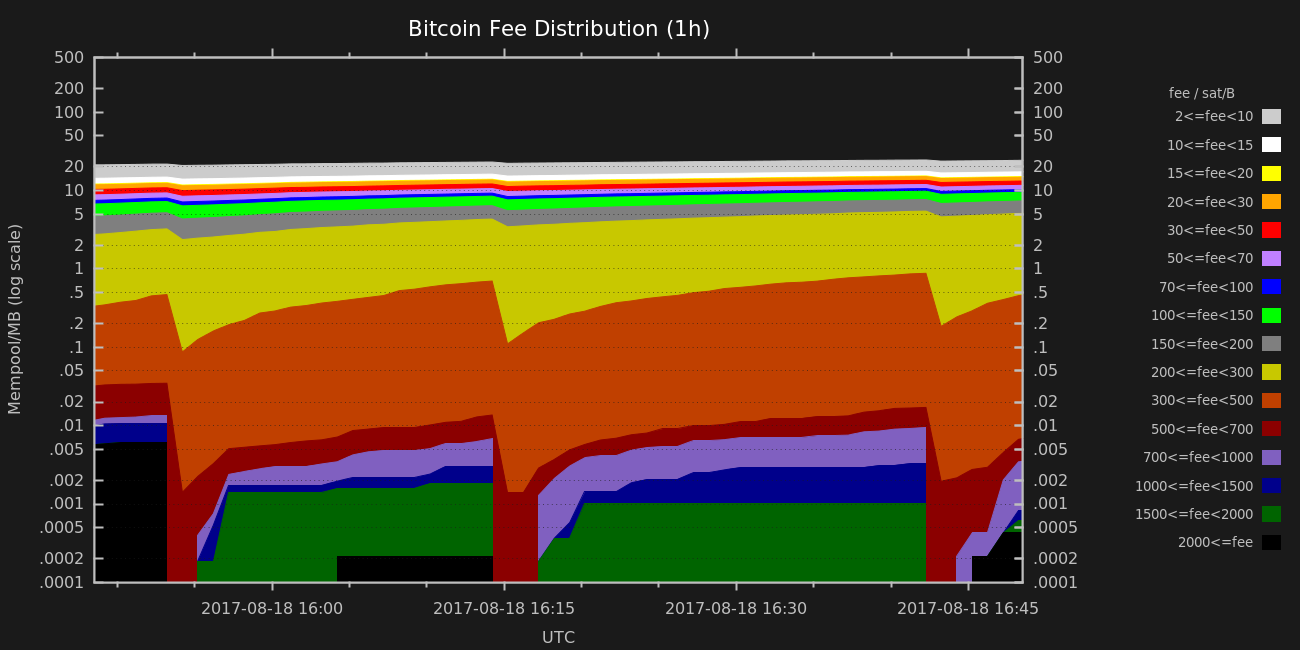 Bitcoin Fee Distribution (1h)
Mempool/MB (log scale)
500
200
100
50
20
10
5
2
1
.5
.2
.1
.05
.02
.01
.005
.002
.001
.0005
.0002
.0001
500
200
100
50
20
10
5
2
1
.5
.2
.1
.05
.02
.01
.005
.002
.001
.0005
.0002
.0001
2017-08-18 16:00 2017-08-18 16:15 2017-08-18 16:30 2017-08-18 16:45
UTC
fee / sat/B
2<=fee<10
10<=fee<15
15<=fee<20
20<=fee<30
30<=fee<50
50<=fee<70
70<=fee<100
100<=fee<150
150<=fee<200
200<=fee<300
300<=fee<500
500<=fee<700
700<=fee<1000
1000<=fee<1500
1500<=fee<2000
2000<=fee